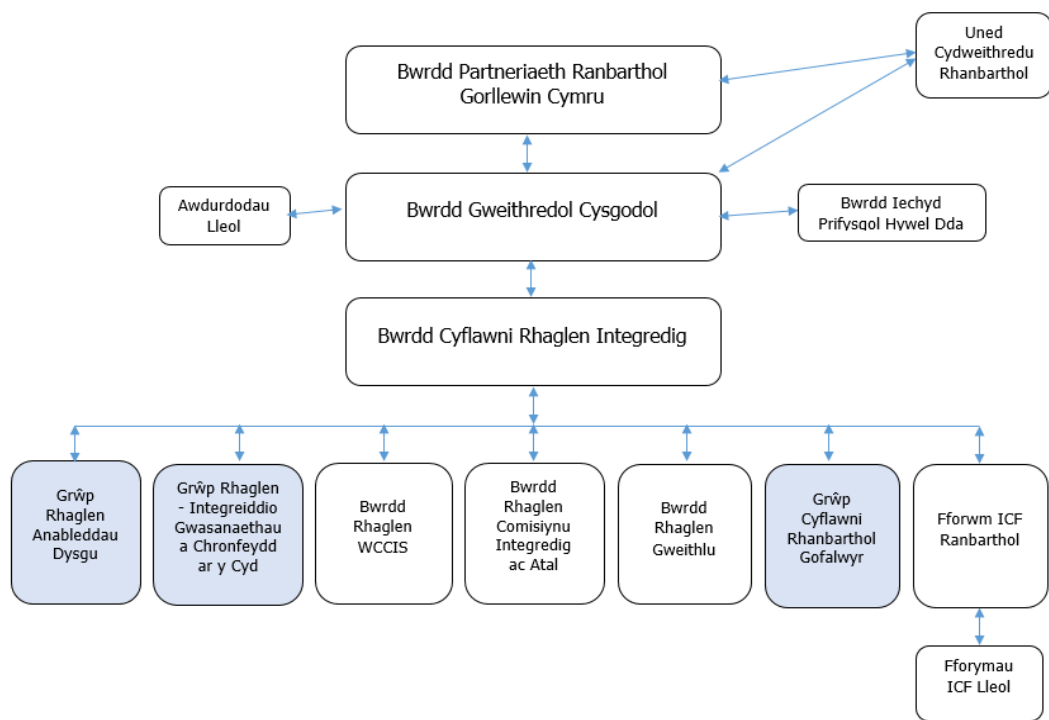 Uned
Cydweithredu
Rhanbarthol
Bwrdd Partneriaeth Ranbarthol
Gorllewin Cymru
Awdurdodau
Lleol
Bwrdd Gweithredol Cysgodol
Bwrdd Iechyd
Prifysgol Hywel Dda
Bwrdd Cyflawni Rhaglen Integredig
Grŵp
Rhaglen
Anableddau
Dysgu
Grŵp Rhaglen
- Integreiddio
Gwasanaethau
a Chronfeydd
ar y Cyd
Bwrdd
Rhaglen
WCCIS
Bwrdd
Rhaglen
Comisiynu
Integredig
ac Atal
Bwrdd
Rhaglen
Gweithlu
Grŵp
Cyflawni
Rhanbarthol
Gofalwyr
Fforwm ICF
Ranbarthol
Fforymau
ICF Lleol